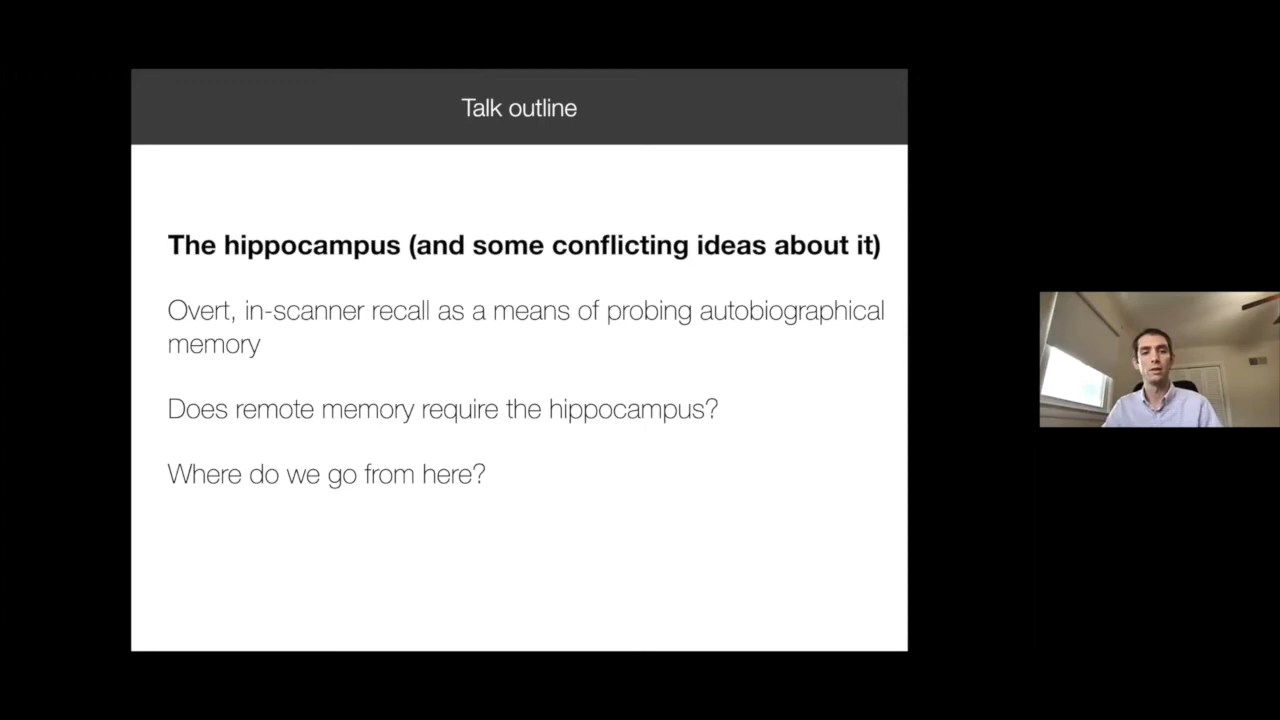 Talk outline
The hippocampus (and some conflicting ideas about it)
Overt, in-scanner recall as a means of probing autobiographical
memory
Does remote memory require the hippocampus?
Where do we go from here?